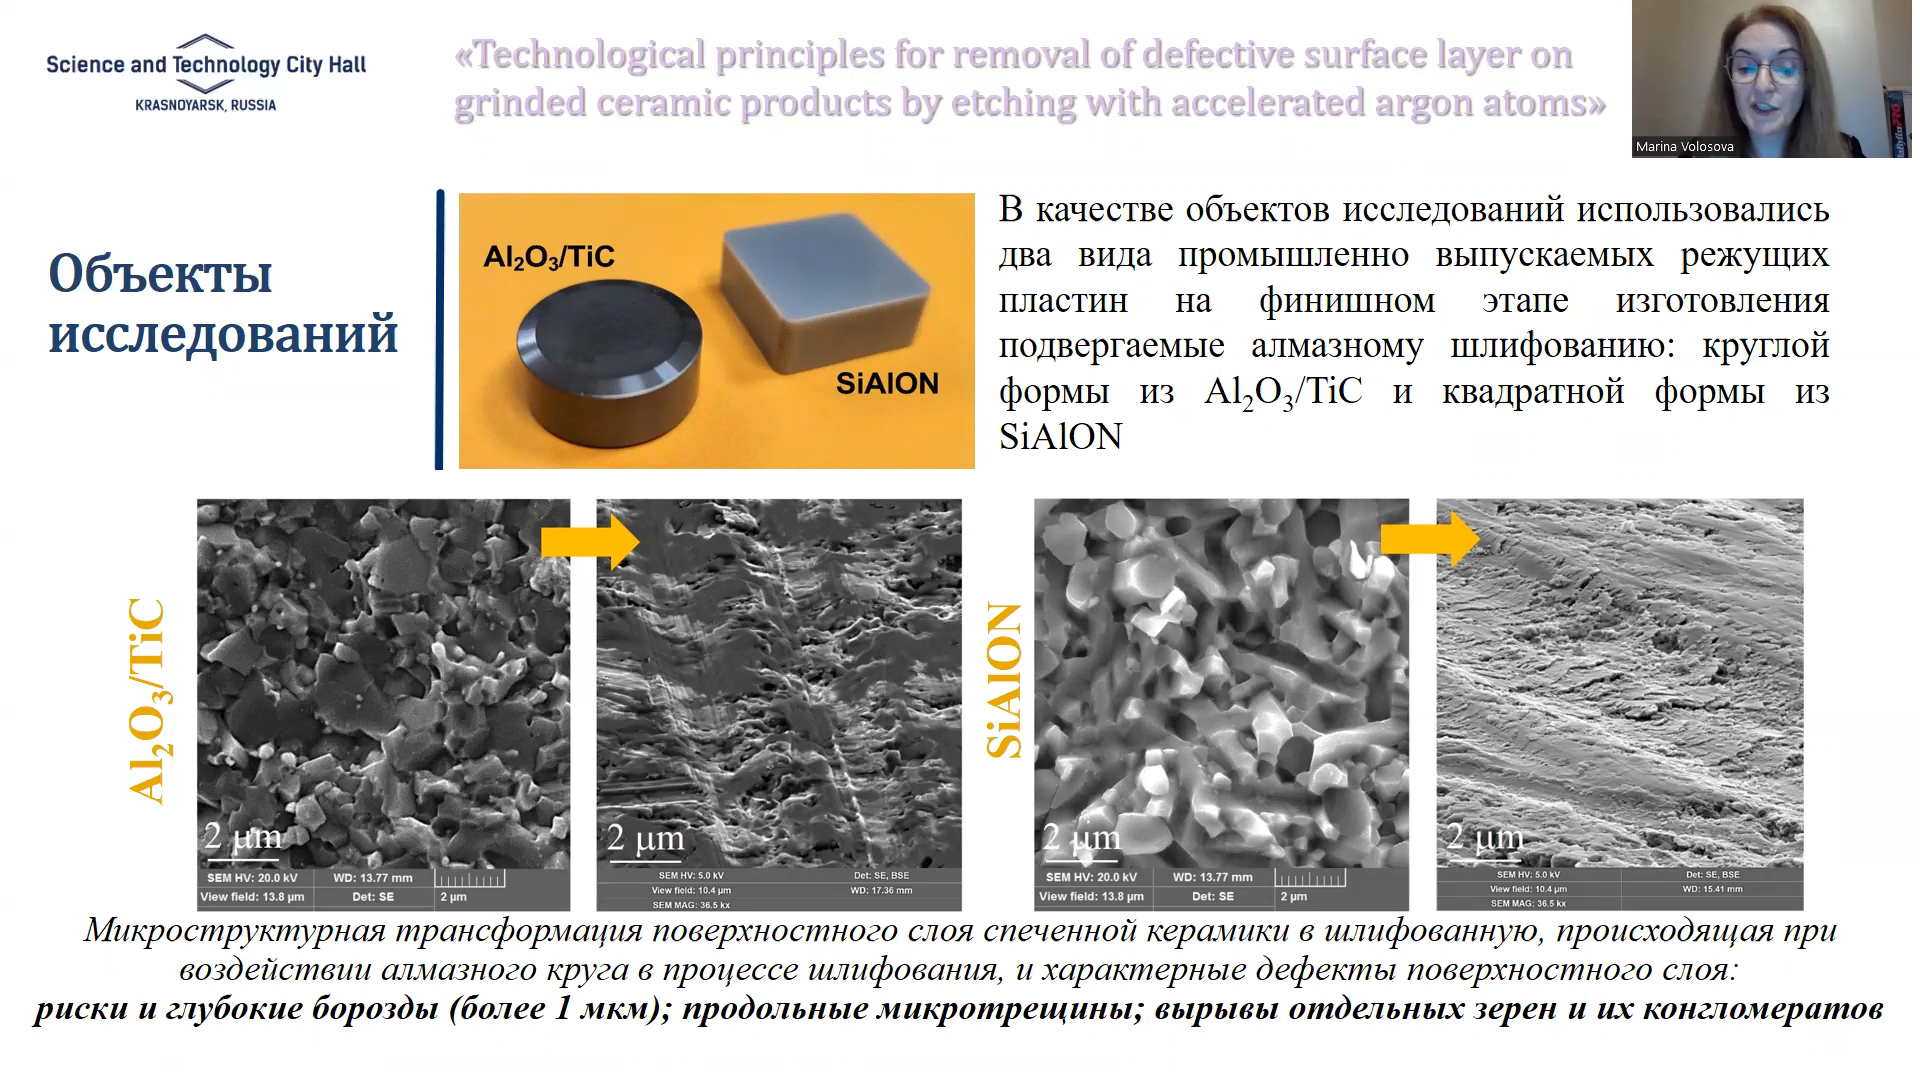 Science and Technology City Hall
KRASNOYARSK, RUSSIA
«Technological principles for removal of defective surface layer on
grinded ceramic products by etching with accelerated argon atoms»
Marina Volosova
Объекты
исследований
Al₂O₃/TiC
SiAlON
В качестве объектов исследований использовались
два вида промышленно выпускаемых режущих
пластин на финишном этапе изготовления
подвергаемые алмазному шлифованию: круглой
формы из Al₂O₃/TiC и квадратной формы из
SiAlON
Al₂O₃/TiC
2 μm
SEM HV: 20.0 kV WD: 13.77 mm
View field: 13.8 μm Det: SE 2 μm
2 μm
SEM HV: 5.0 kV Det: SE, BSE
View field: 10.4 μm WD: 17.36 mm
SEM MAG: 36.5 kx
SiAlON
2 μm
SEM HV: 20.0 kV WD: 13.77 mm
View field: 13.8 μm Det: SE 2 μm
2 μm
SEM HV: 5.0 kV Det: SE, BSE
View field: 10.4 μm WD: 15.41 mm
SEM MAG: 36.5 kx
Микроструктурная трансформация поверхностного слоя спеченной керамики в шлифованную, происходящая при
воздействии алмазного круга в процессе шлифования, и характерные дефекты поверхностного слоя:
риски и глубокие борозды (более 1 мкм); продольные микротрещины; вырывы отдельных зерен и их конгломератов